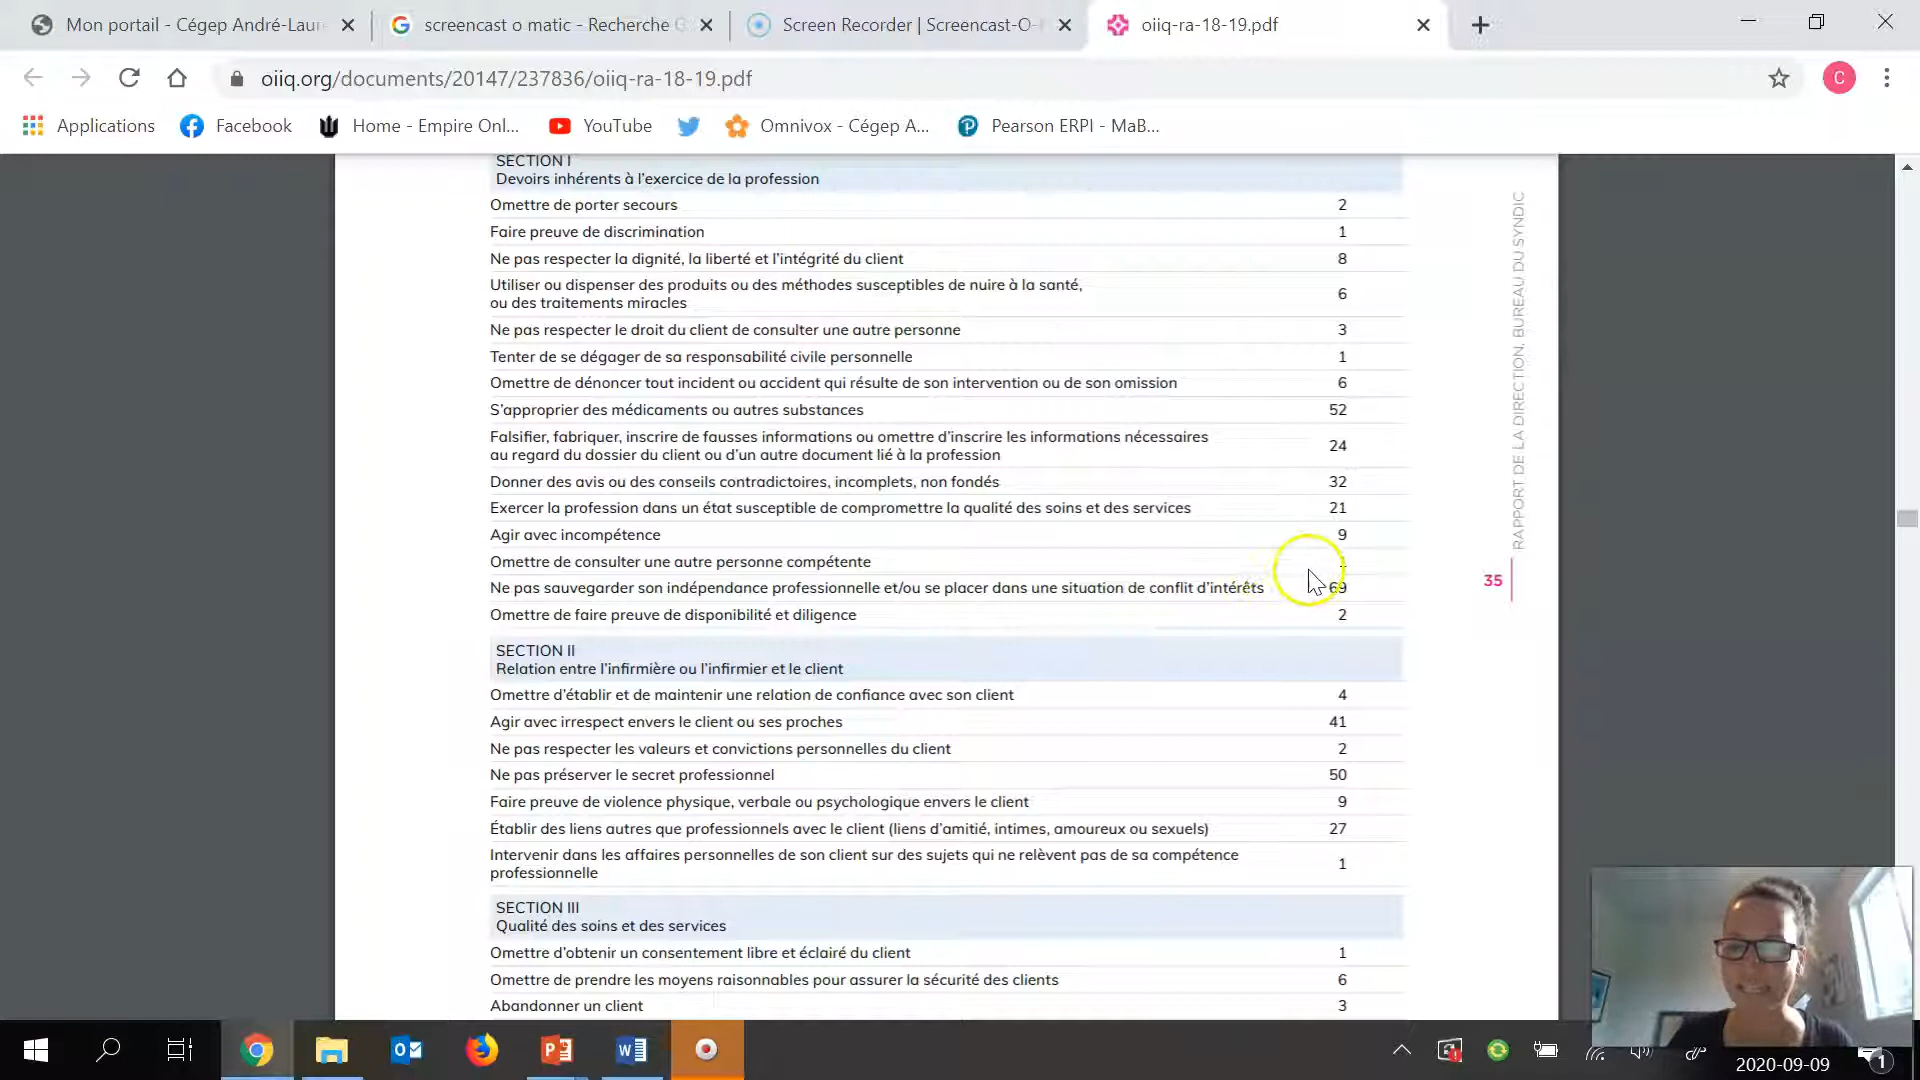 Mon portail - Cégep André-Laur
screencast o matic - Recherche G
Screen Recorder | Screencast-O-
oiiq-ra-18-19.pdf
oiiq.org/documents/20147/237836/oiiq-ra-18-19.pdf
C
Applications
Facebook
Home - Empire Onl...
YouTube
Omnivox - Cégep A...
Pearson ERPI - MaB...
SECTION I
Devoirs inhérents à l'exercice de la profession
Omettre de porter secours 2
Faire preuve de discrimination 1
Ne pas respecter la dignité, la liberté et l'intégrité du client 8
Utiliser ou dispenser des produits ou des méthodes susceptibles de nuire à la santé,
ou des traitements miracles 6
Ne pas respecter le droit du client de consulter une autre personne 3
Tenter de se dégager de sa responsabilité civile personnelle 1
Omettre de dénoncer tout incident ou accident qui résulte de son intervention ou de son omission 6
S'approprier des médicaments ou autres substances 52
Falsifier, fabriquer, inscrire de fausses informations ou omettre d'inscrire les informations nécessaires
au regard du dossier du client ou d'un autre document lié à la profession 24
Donner des avis ou des conseils contradictoires, incomplets, non fondés 32
Exercer la profession dans un état susceptible de compromettre la qualité des soins et des services 21
Agir avec incompétence 9
Omettre de consulter une autre personne compétente 1
Ne pas sauvegarder son indépendance professionnelle et/ou se placer dans une situation de conflit d'intérêts 69
Omettre de faire preuve de disponibilité et diligence 2
SECTION II
Relation entre l'infirmière ou l'infirmier et le client
Omettre d'établir et de maintenir une relation de confiance avec son client 4
Agir avec irrespect envers le client ou ses proches 41
Ne pas respecter les valeurs et convictions personnelles du client 2
Ne pas préserver le secret professionnel 50
Faire preuve de violence physique, verbale ou psychologique envers le client 9
Établir des liens autres que professionnels avec le client (liens d'amitié, intimes, amoureux ou sexuels) 27
Intervenir dans les affaires personnelles de son client sur des sujets qui ne relèvent pas de sa compétence
professionnelle 1
SECTION III
Qualité des soins et des services
Omettre d'obtenir un consentement libre et éclairé du client 1
Omettre de prendre les moyens raisonnables pour assurer la sécurité des clients 6
Abandonner un client 3
RAPPORT DE LA DIRECTION, BUREAU DU SYNDIC
35
2020-09-09
1